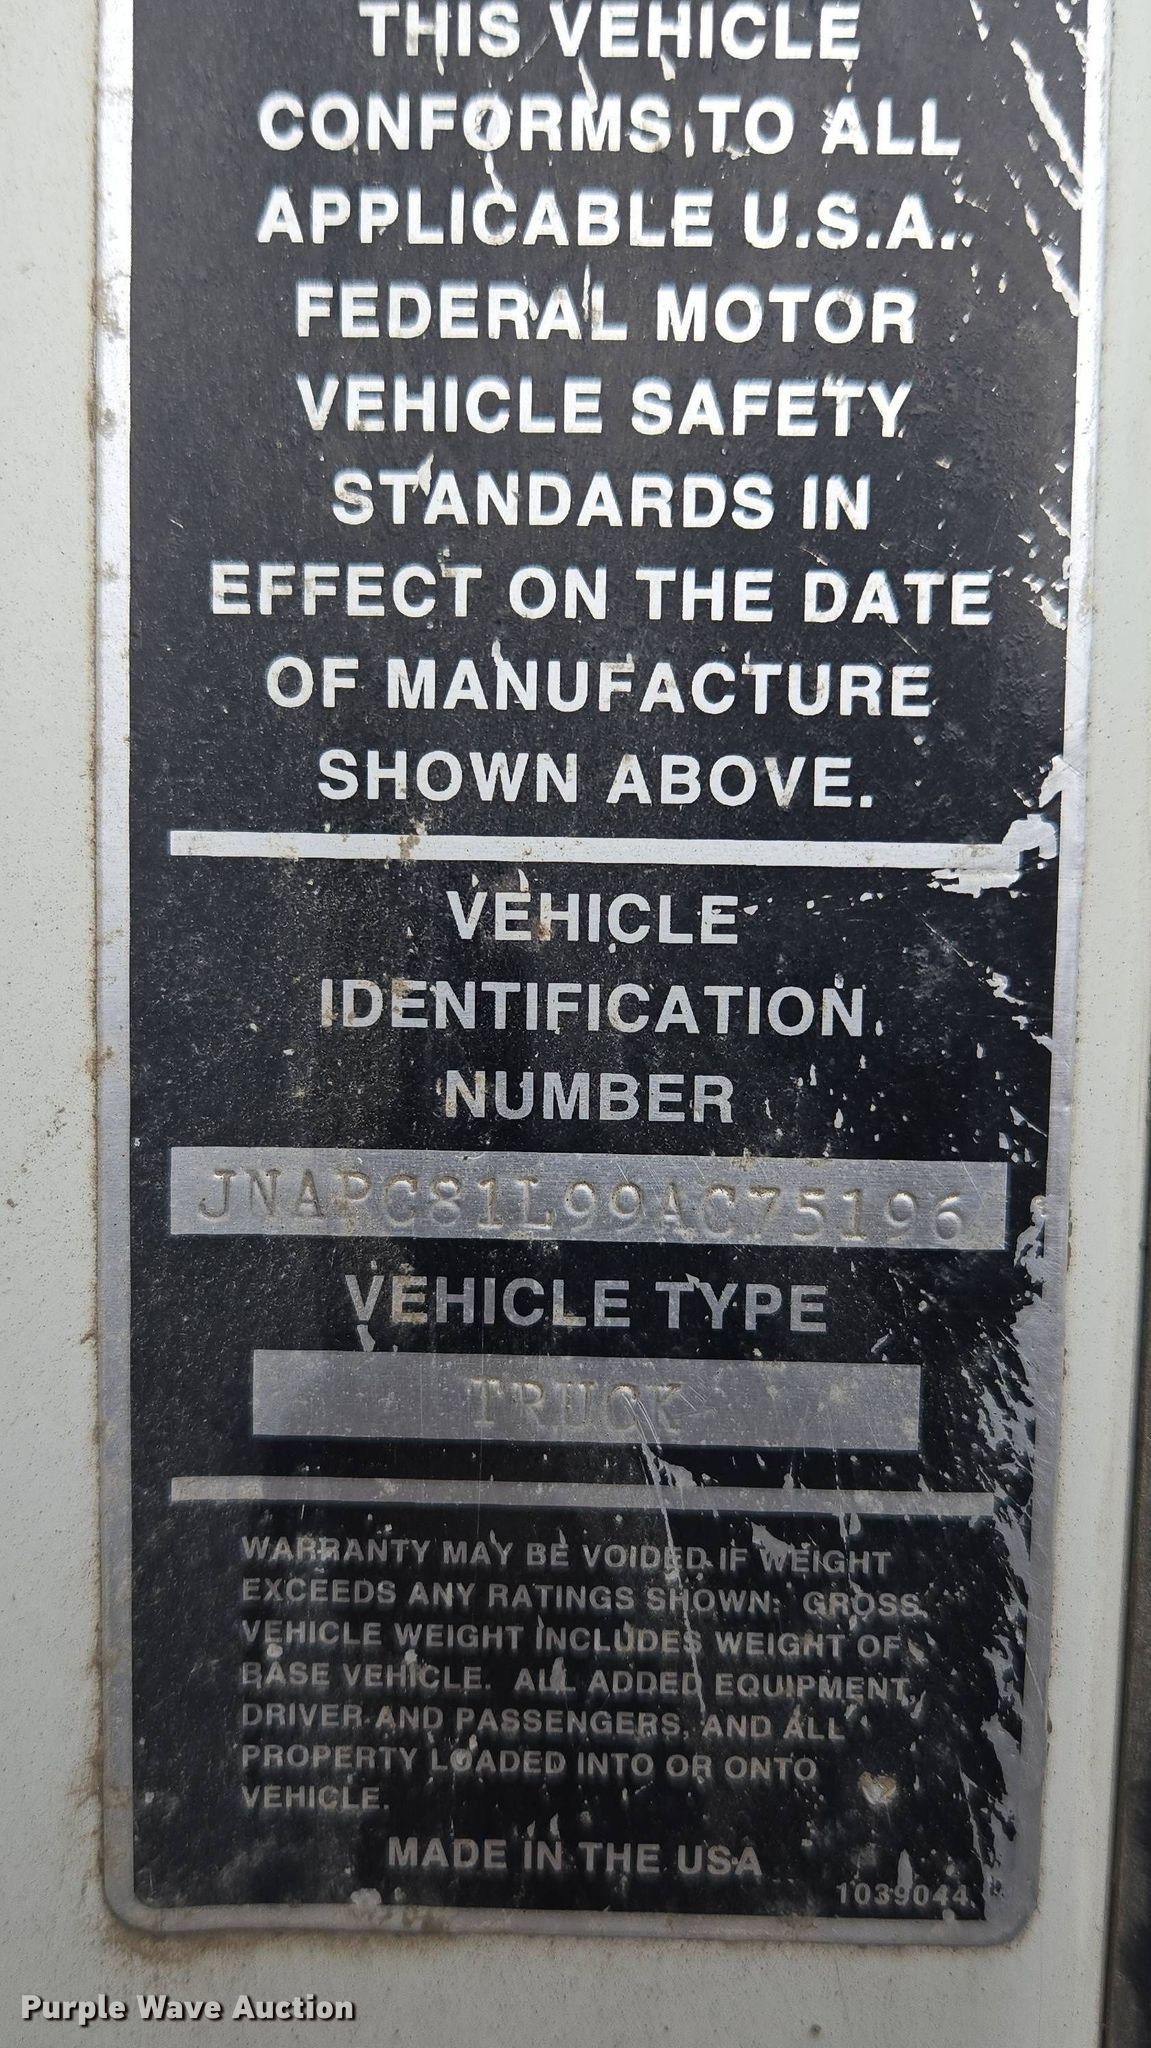 THIS VEHICLE
CONFORMS TO ALL
APPLICABLE U.S.A.
FEDERAL MOTOR
VEHICLE SAFETY
STANDARDS IN
EFFECT ON THE DATE
OF MANUFACTURE
SHOWN ABOVE.
VEHICLE
IDENTIFICATION
NUMBER
JNAPC81L99AC75196
VEHICLE TYPE
TRUCK
WARRANTY MAY BE VOIDED IF WEIGHT
EXCEEDS ANY RATINGS SHOWN: GROSS
VEHICLE WEIGHT INCLUDES WEIGHT OF
BASE VEHICLE. ALL ADDED EQUIPMENT,
DRIVER AND PASSENGERS, AND ALL
PROPERTY LOADED INTO OR ONTO
VEHICLE.
MADE IN THE USA
1039044
Purple Wave Auction